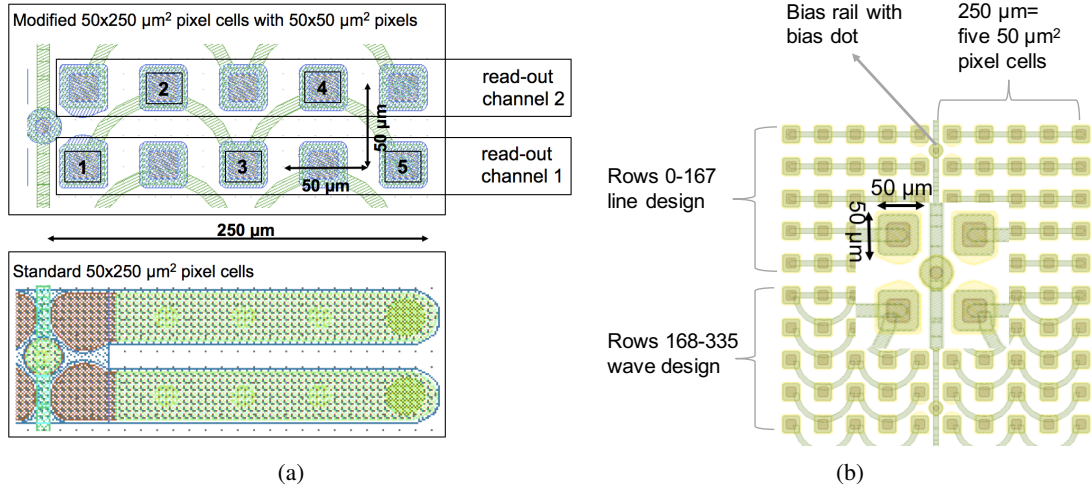 Modified 50x250 µm² pixel cells with 50x50 µm² pixels
2
4
read-out
channel 2
50 µm
1
3
5
read-out
channel 1
50 µm
250 µm
Standard 50x250 µm² pixel cells
(a)
Bias rail with
bias dot
250 µm=
five 50 µm²
pixel cells
Rows 0-167
line design
50 µm
50 µm
Rows 168-335
wave design
(b)